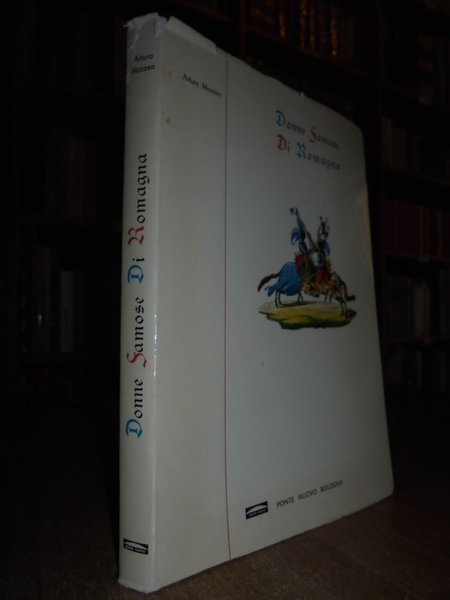 Arturo
Mazzeo
Donne Famose Di Romagna
Arturo Mazzeo
Donne Famose
Di Romagna
PONTE NUOVO BOLOGNA